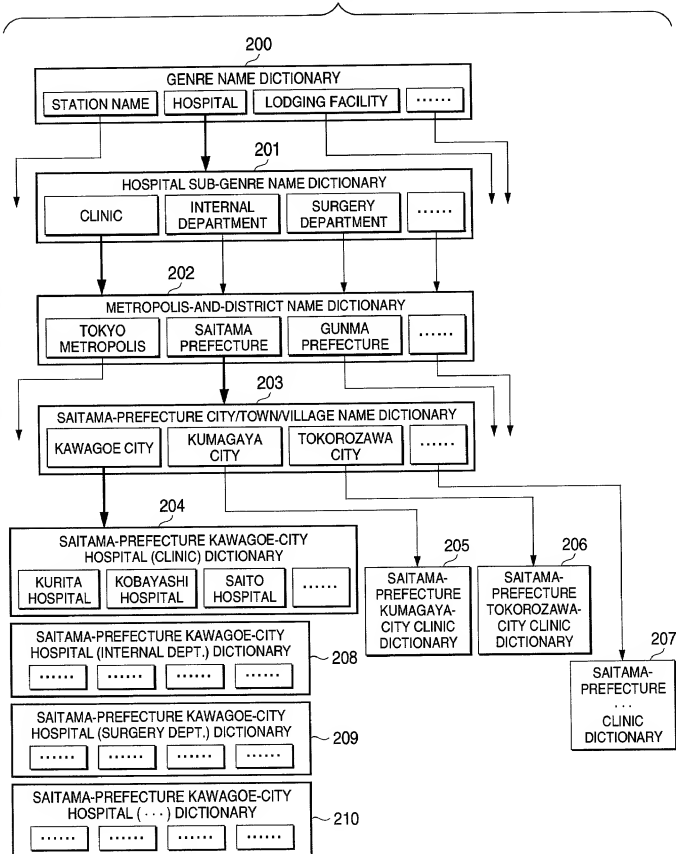 200
GENRE NAME DICTIONARY
STATION NAME HOSPITAL LODGING FACILITY ······
201
HOSPITAL SUB-GENRE NAME DICTIONARY
CLINIC
INTERNAL
DEPARTMENT
SURGERY
DEPARTMENT
······
202
METROPOLIS-AND-DISTRICT NAME DICTIONARY
TOKYO
METROPOLIS
SAITAMA
PREFECTURE
GUNMA
PREFECTURE
······
203
SAITAMA-PREFECTURE CITY/TOWN/VILLAGE NAME DICTIONARY
KAWAGOE CITY
KUMAGAYA
CITY
TOKOROZAWA
CITY
······
204
SAITAMA-PREFECTURE KAWAGOE-CITY
HOSPITAL (CLINIC) DICTIONARY
KURITA
HOSPITAL
KOBAYASHI
HOSPITAL
SAITO
HOSPITAL
······
205
SAITAMA-
PREFECTURE
KUMAGAYA-
CITY CLINIC
DICTIONARY
206
SAITAMA-
PREFECTURE
TOKOROZAWA-
CITY CLINIC
DICTIONARY
207
SAITAMA-
PREFECTURE
···
CLINIC
DICTIONARY
SAITAMA-PREFECTURE KAWAGOE-CITY
HOSPITAL (INTERNAL DEPT.) DICTIONARY
······ ······ ······ ······
208
SAITAMA-PREFECTURE KAWAGOE-CITY
HOSPITAL (SURGERY DEPT.) DICTIONARY
······ ······ ······ ······
209
SAITAMA-PREFECTURE KAWAGOE-CITY
HOSPITAL (···) DICTIONARY
······ ······ ······ ······
210